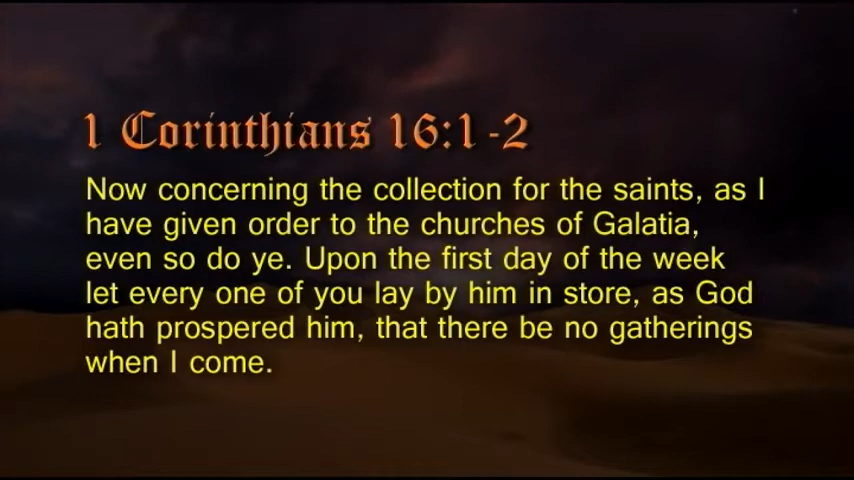 1 Corinthians 16:1-2
Now concerning the collection for the saints, as I
have given order to the churches of Galatia,
even so do ye. Upon the first day of the week
let every one of you lay by him in store, as God
hath prospered him, that there be no gatherings
when I come.